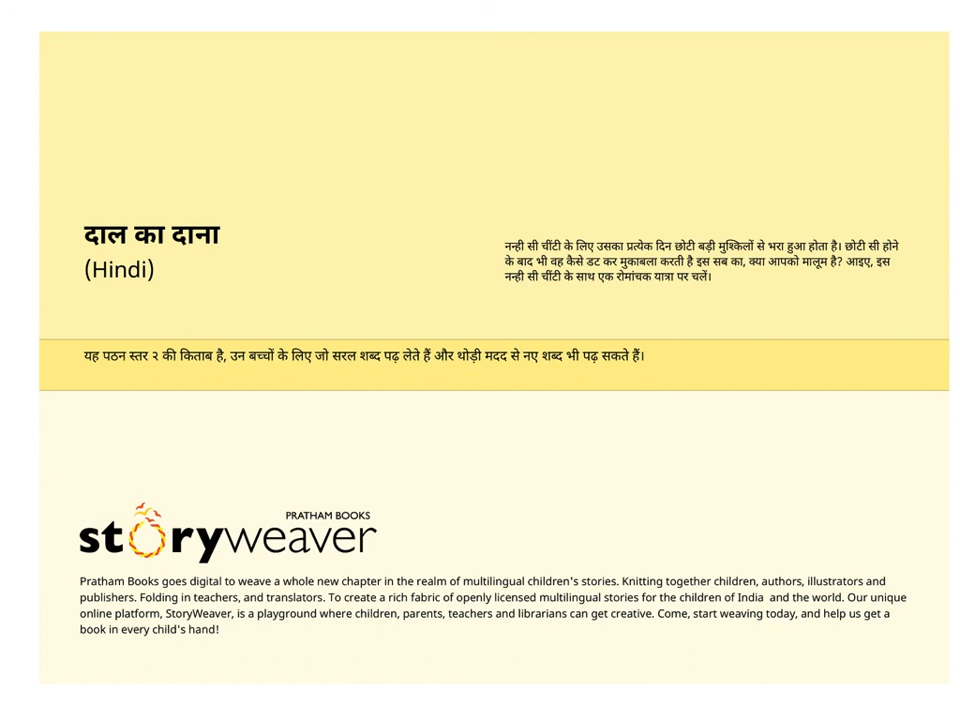 दाल का दाना
(Hindi)
नन्ही सी चींटी के लिए उसका प्रत्येक दिन छोटी बड़ी मुश्किलों से भरा हुआ होता है। छोटी सी होने
के बाद भी वह कैसे डट कर मुकाबला करती है इस सब का, क्या आपको मालूम है? आइए, इस
नन्ही सी चींटी के साथ एक रोमांचक यात्रा पर चलें।
यह पठन स्तर २ की किताब है, उन बच्चों के लिए जो सरल शब्द पढ़ लेते हैं और थोड़ी मदद से नए शब्द भी पढ़ सकते हैं।
PRATHAM BOOKS
storyweaver
Pratham Books goes digital to weave a whole new chapter in the realm of multilingual children's stories. Knitting together children, authors, illustrators and
publishers. Folding in teachers, and translators. To create a rich fabric of openly licensed multilingual stories for the children of India and the world. Our unique
online platform, StoryWeaver, is a playground where children, parents, teachers and librarians can get creative. Come, start weaving today, and help us get a
book in every child's hand!